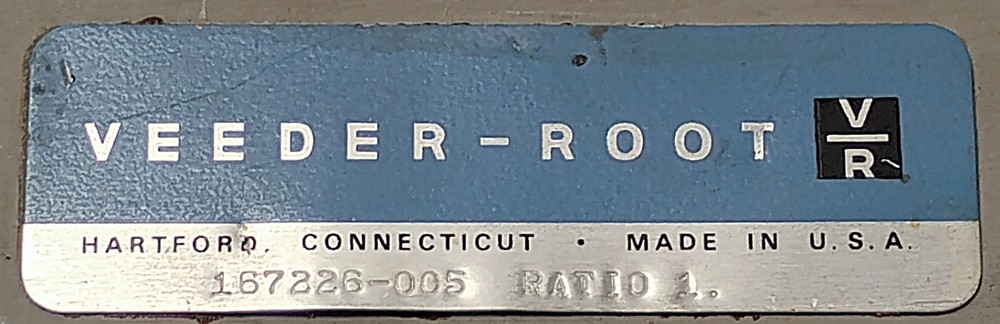 VEEDER-ROOT
V
R
HARTFORD, CONNECTICUT • MADE IN U.S.A.
167226-005 RATIO 1.